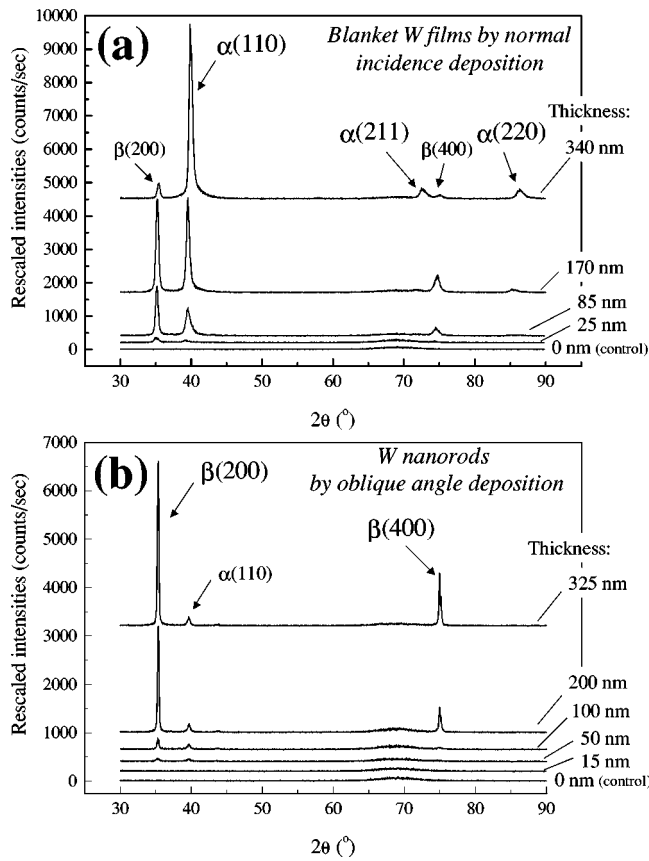 10000
9000
8000
7000
6000
5000
4000
3000
2000
1000
0
Rescaled intensities (counts/sec)
(a)
α(110)
Blanket W films by normal
incidence deposition
Thickness:
β(200)
α(211)
β(400)
α(220)
340 nm
170 nm
85 nm
25 nm
0 nm (control)
30 40 50 60 70 80 90
2θ (°)
7000
6000
5000
4000
3000
2000
1000
0
Rescaled intensities (counts/sec)
(b)
W nanorods
by oblique angle deposition
β(200)
β(400)
Thickness:
α(110)
325 nm
200 nm
100 nm
50 nm
15 nm
0 nm (control)
30 40 50 60 70 80 90
2θ (°)